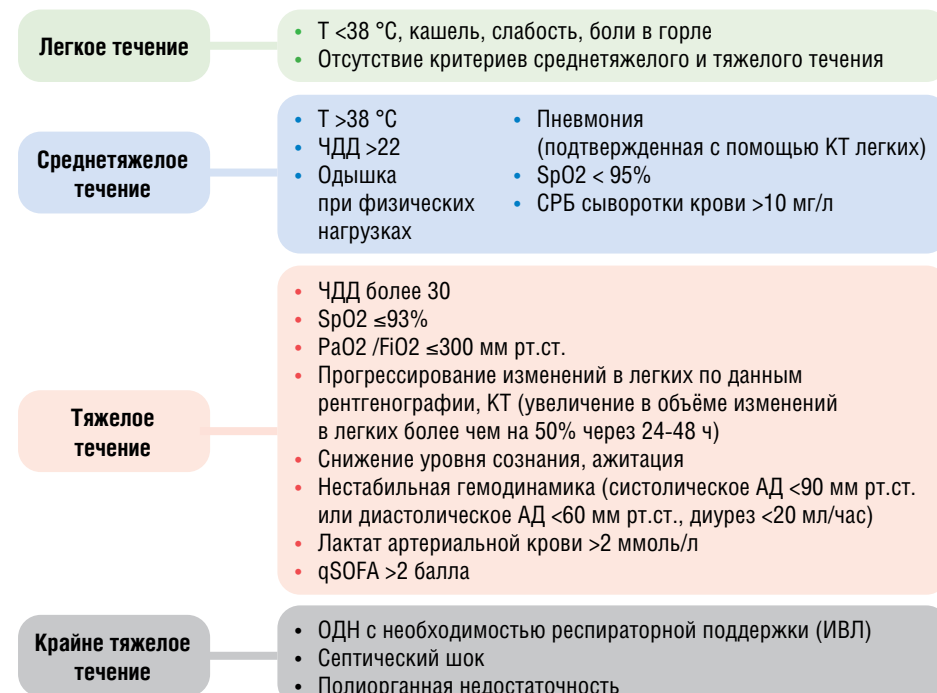 Легкое течение
• T <38 °C, кашель, слабость, боли в горле
• Отсутствие критериев среднетяжелого и тяжелого течения
Среднетяжелое
течение
• T >38 °C
• ЧДД >22
• Одышка
при физических
нагрузках
• Пневмония
(подтвержденная с помощью КТ легких)
• SpO2 < 95%
• СРБ сыворотки крови >10 мг/л
Тяжелое
течение
• ЧДД более 30
• SpO2 ≤93%
• PaO2 /FiO2 ≤300 мм рт.ст.
• Прогрессирование изменений в легких по данным
рентгенографии, КТ (увеличение в объёме изменений
в легких более чем на 50% через 24-48 ч)
• Снижение уровня сознания, ажитация
• Нестабильная гемодинамика (систолическое АД <90 мм рт.ст.
или диастолическое АД <60 мм рт.ст., диурез <20 мл/час)
• Лактат артериальной крови >2 ммоль/л
• qSOFA >2 балла
Крайне тяжелое
течение
• ОДН с необходимостью респираторной поддержки (ИВЛ)
• Септический шок
• Полиорганная недостаточность